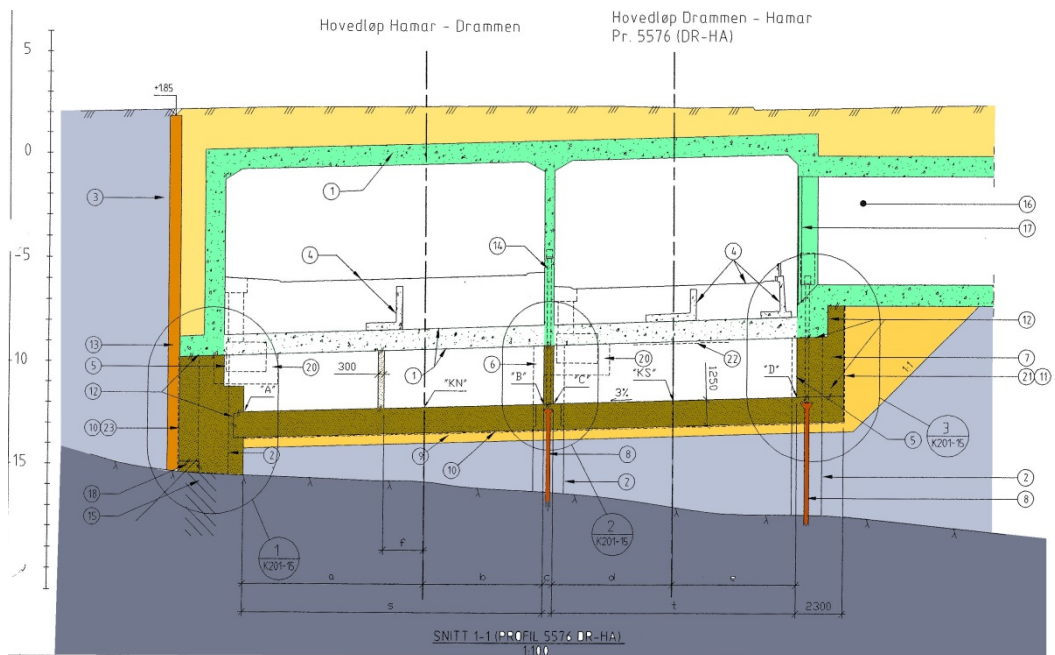 Hovedløp Hamar - Drammen
Hovedløp Drammen - Hamar
Pr. 5576 (DR-HA)
5
+1.85
0
3
1
16
17
14
4
4
-5
13
5
20
300
1
"KN"
6
"B"
"C"
20
"KS"
22
1250
"D"
12
7
1:1
21
11
-10
12
"A"
3%
10
23
2
9
10
8
2
5
3
K201-15
2
8
-15
18
15
1
K201-15
2
K201-15
f
a
b
c
d
e
s
t
2300
SNITT 1-1 (PROFIL 5576 DR-HA)
1:100